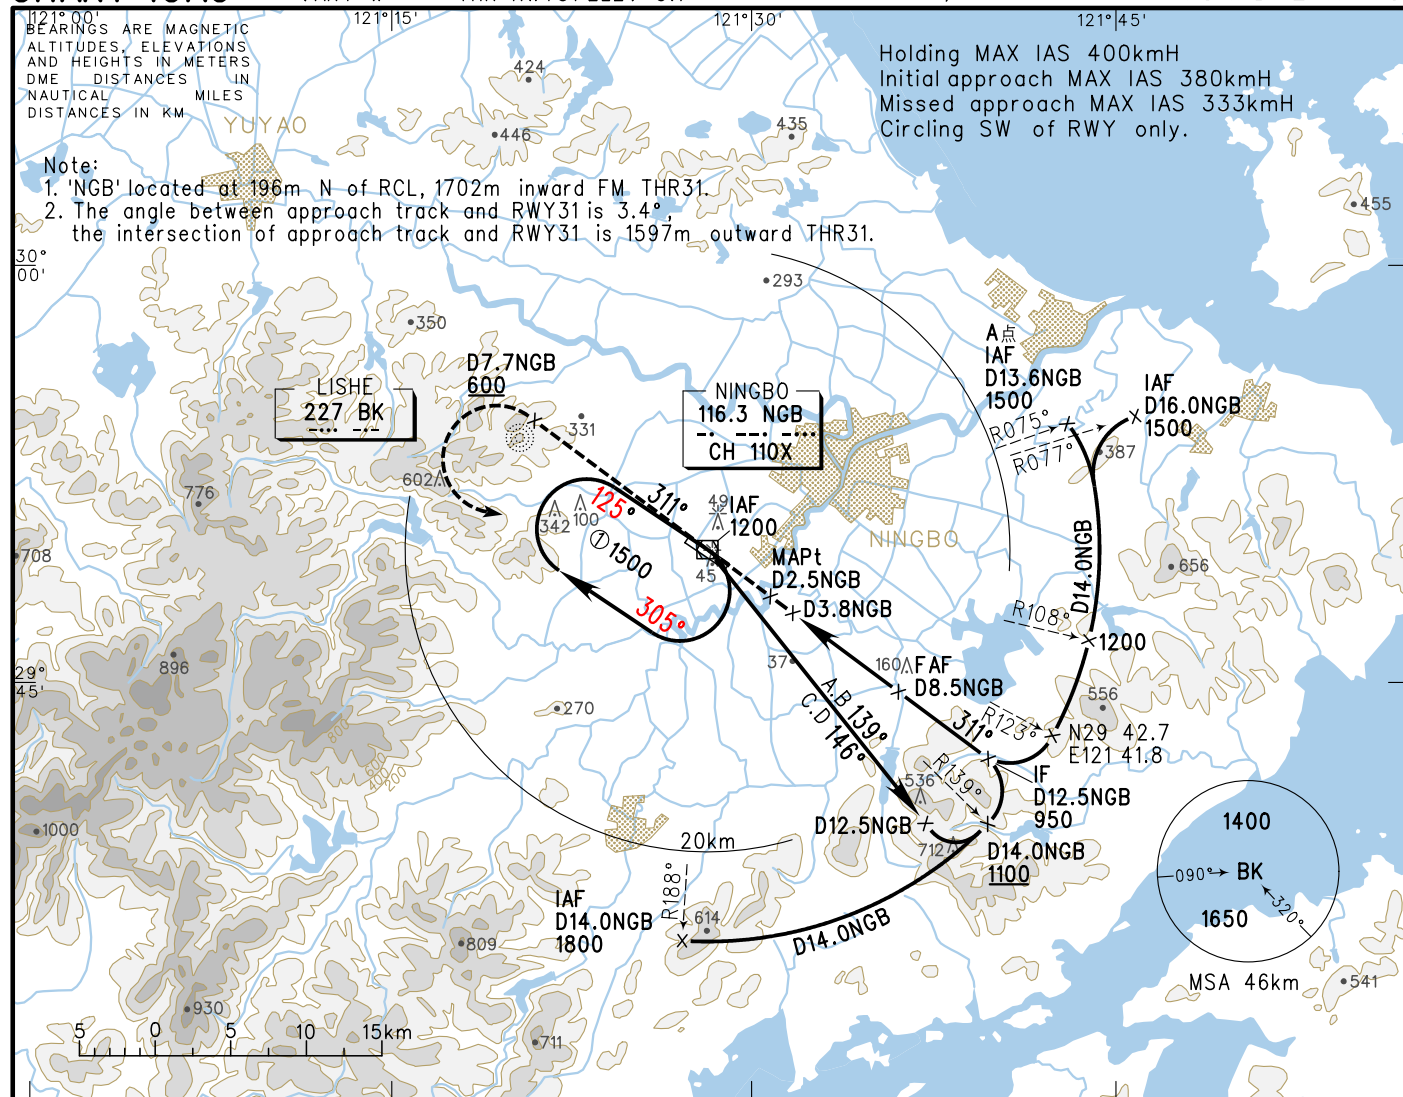 121°00'
121°15'
121°30'
121°45'
BEARINGS ARE MAGNETIC
ALTITUDES, ELEVATIONS
AND HEIGHTS IN METERS
DME DISTANCES IN
NAUTICAL MILES
DISTANCES IN KM
Holding MAX IAS 400kmH
Initial approach MAX IAS 380kmH
Missed approach MAX IAS 333kmH
Circling SW of RWY only.
424
YUYAO
446
435
Note:
1. 'NGB' located at 196m N of RCL, 1702m inward FM THR31.
2. The angle between approach track and RWY31 is 3.4°,
the intersection of approach track and RWY31 is 1597m outward THR31.
455
30°
00'
293
350
A点
IAF
D13.6NGB
1500
D7.7NGB
600
LISHE
227 BK
NINGBO
116.3 NGB
CH 110X
IAF
D16.0NGB
1500
R075°
R077°
387
331
602
776
342
100
125°
311°
49
IAF
1200
① 1500
45
NINGBO
708
MAPt
D2.5NGB
D3.8NGB
305°
D14.0NGB
656
R108°
1200
896
37
160
FAF
D8.5NGB
29°
45'
556
270
A.B 139°
C.D 146°
R123°
311°
N29 42.7
E121 41.8
800
600
400
200
R139°
536
IF
D12.5NGB
950
1000
D12.5NGB
712
D14.0NGB
1100
20km
1400
090°
BK
320°
1650
MSA 46km
R188°
IAF
D14.0NGB
1800
614
D14.0NGB
809
541
930
711
5 0 5 10 15km